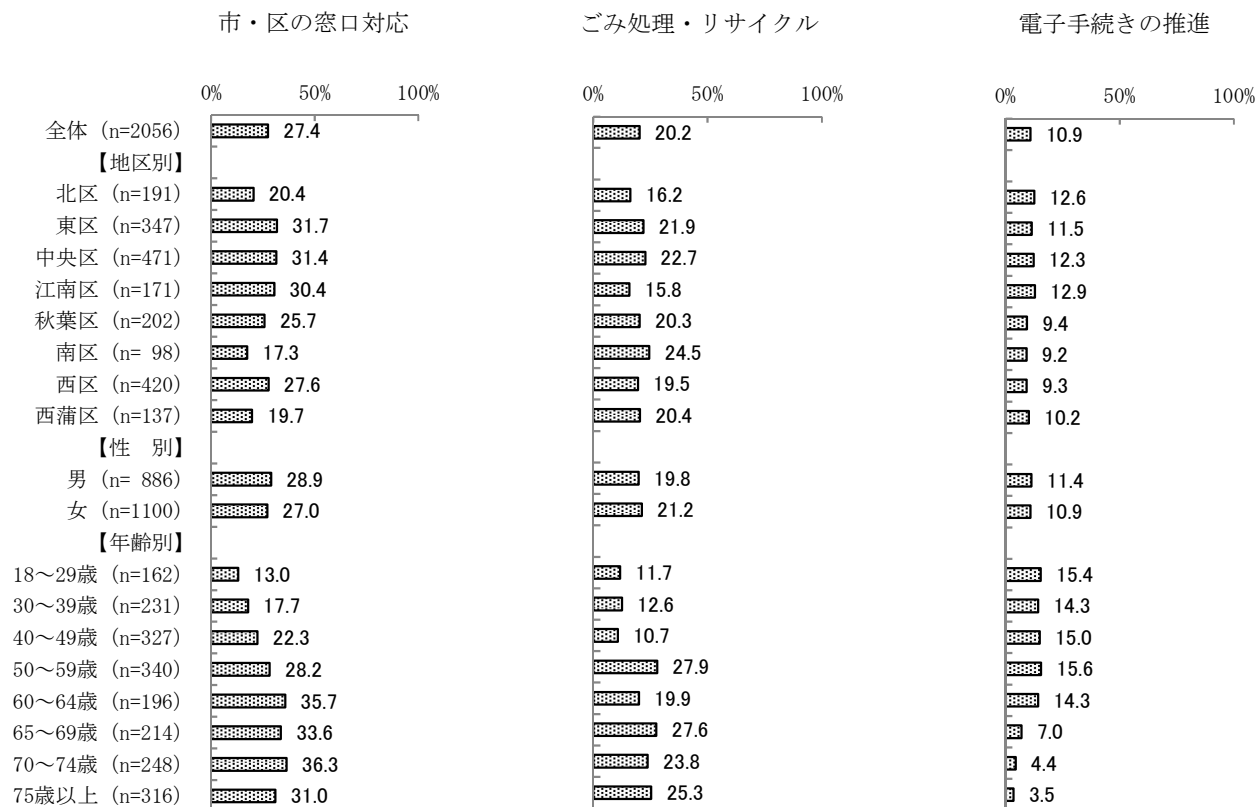 市・区の窓口対応 ごみ処理・リサイクル 電子手続きの推進
0% 50% 100% 0% 50% 100% 0% 50% 100%
全体 (n=2056) 27.4 20.2 10.9
【地区別】
北区 (n=191) 20.4 16.2 12.6
東区 (n=347) 31.7 21.9 11.5
中央区 (n=471) 31.4 22.7 12.3
江南区 (n=171) 30.4 15.8 12.9
秋葉区 (n=202) 25.7 20.3 9.4
南区 (n= 98) 17.3 24.5 9.2
西区 (n=420) 27.6 19.5 9.3
西蒲区 (n=137) 19.7 20.4 10.2
【性　別】
男 (n= 886) 28.9 19.8 11.4
女 (n=1100) 27.0 21.2 10.9
【年齢別】
18～29歳 (n=162) 13.0 11.7 15.4
30～39歳 (n=231) 17.7 12.6 14.3
40～49歳 (n=327) 22.3 10.7 15.0
50～59歳 (n=340) 28.2 27.9 15.6
60～64歳 (n=196) 35.7 19.9 14.3
65～69歳 (n=214) 33.6 27.6 7.0
70～74歳 (n=248) 36.3 23.8 4.4
75歳以上 (n=316) 31.0 25.3 3.5